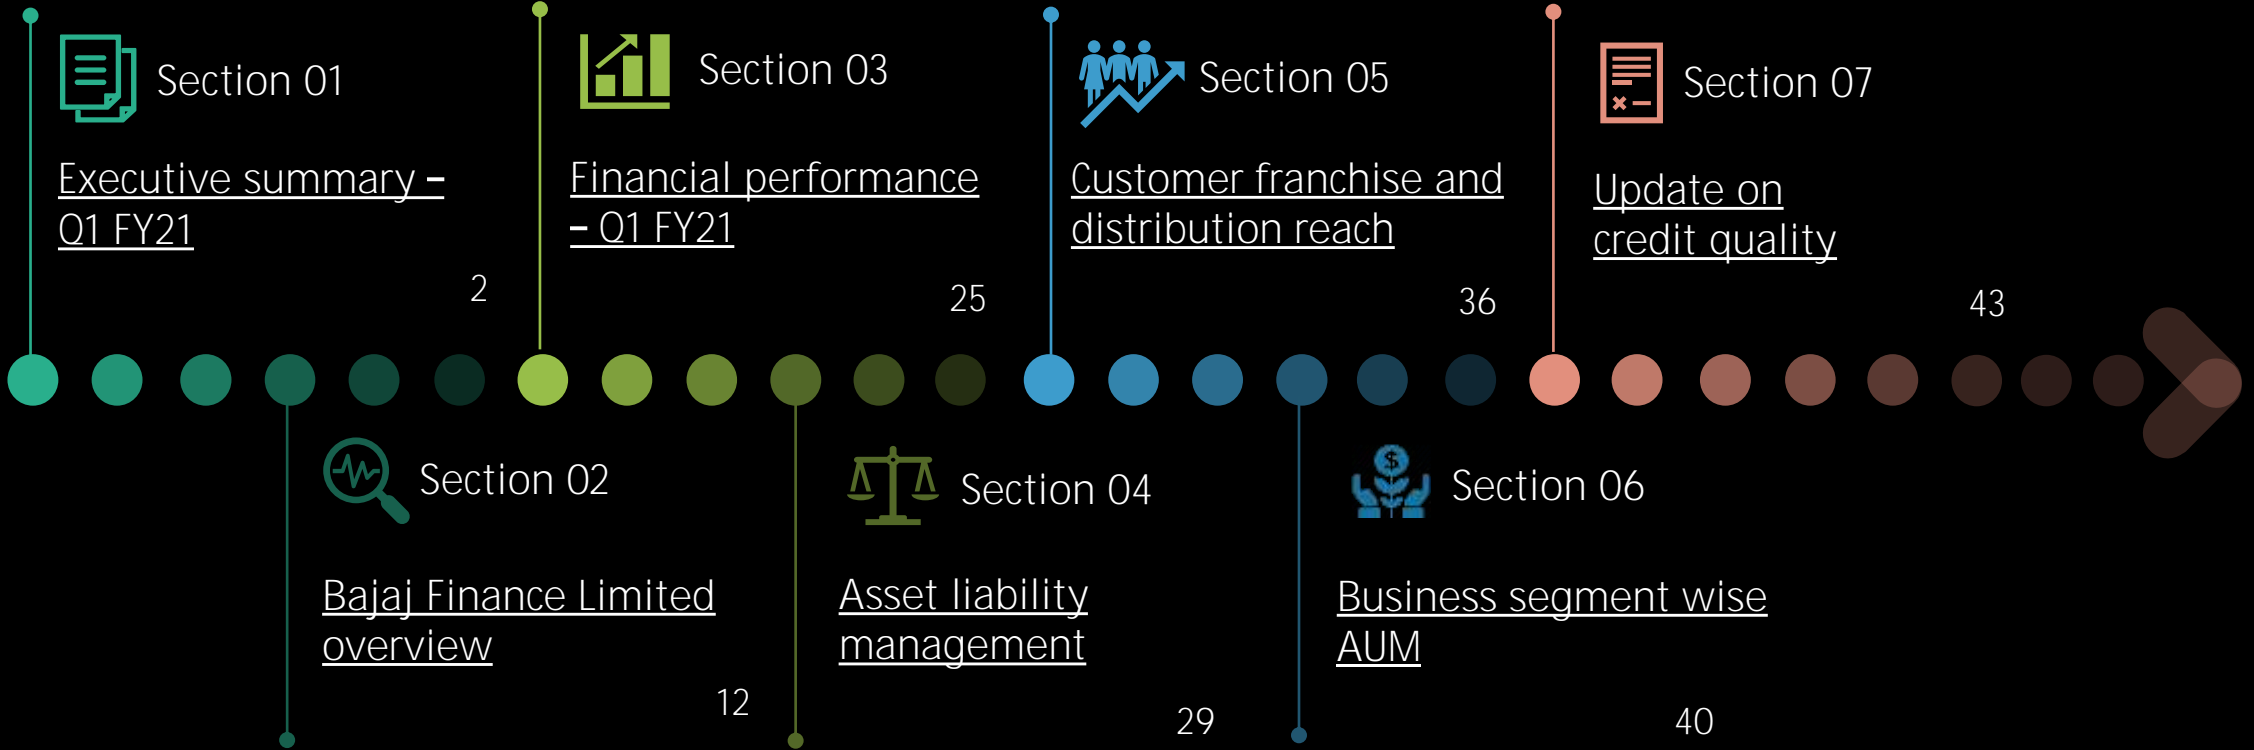 Section 01
Executive summary –
Q1 FY21
2
Section 02
Bajaj Finance Limited
overview
12
Section 03
Financial performance
– Q1 FY21
25
Section 04
Asset liability
management
29
Section 05
Customer franchise and
distribution reach
36
Section 06
$
Business segment wise
AUM
40
Section 07
Update on
credit quality
43